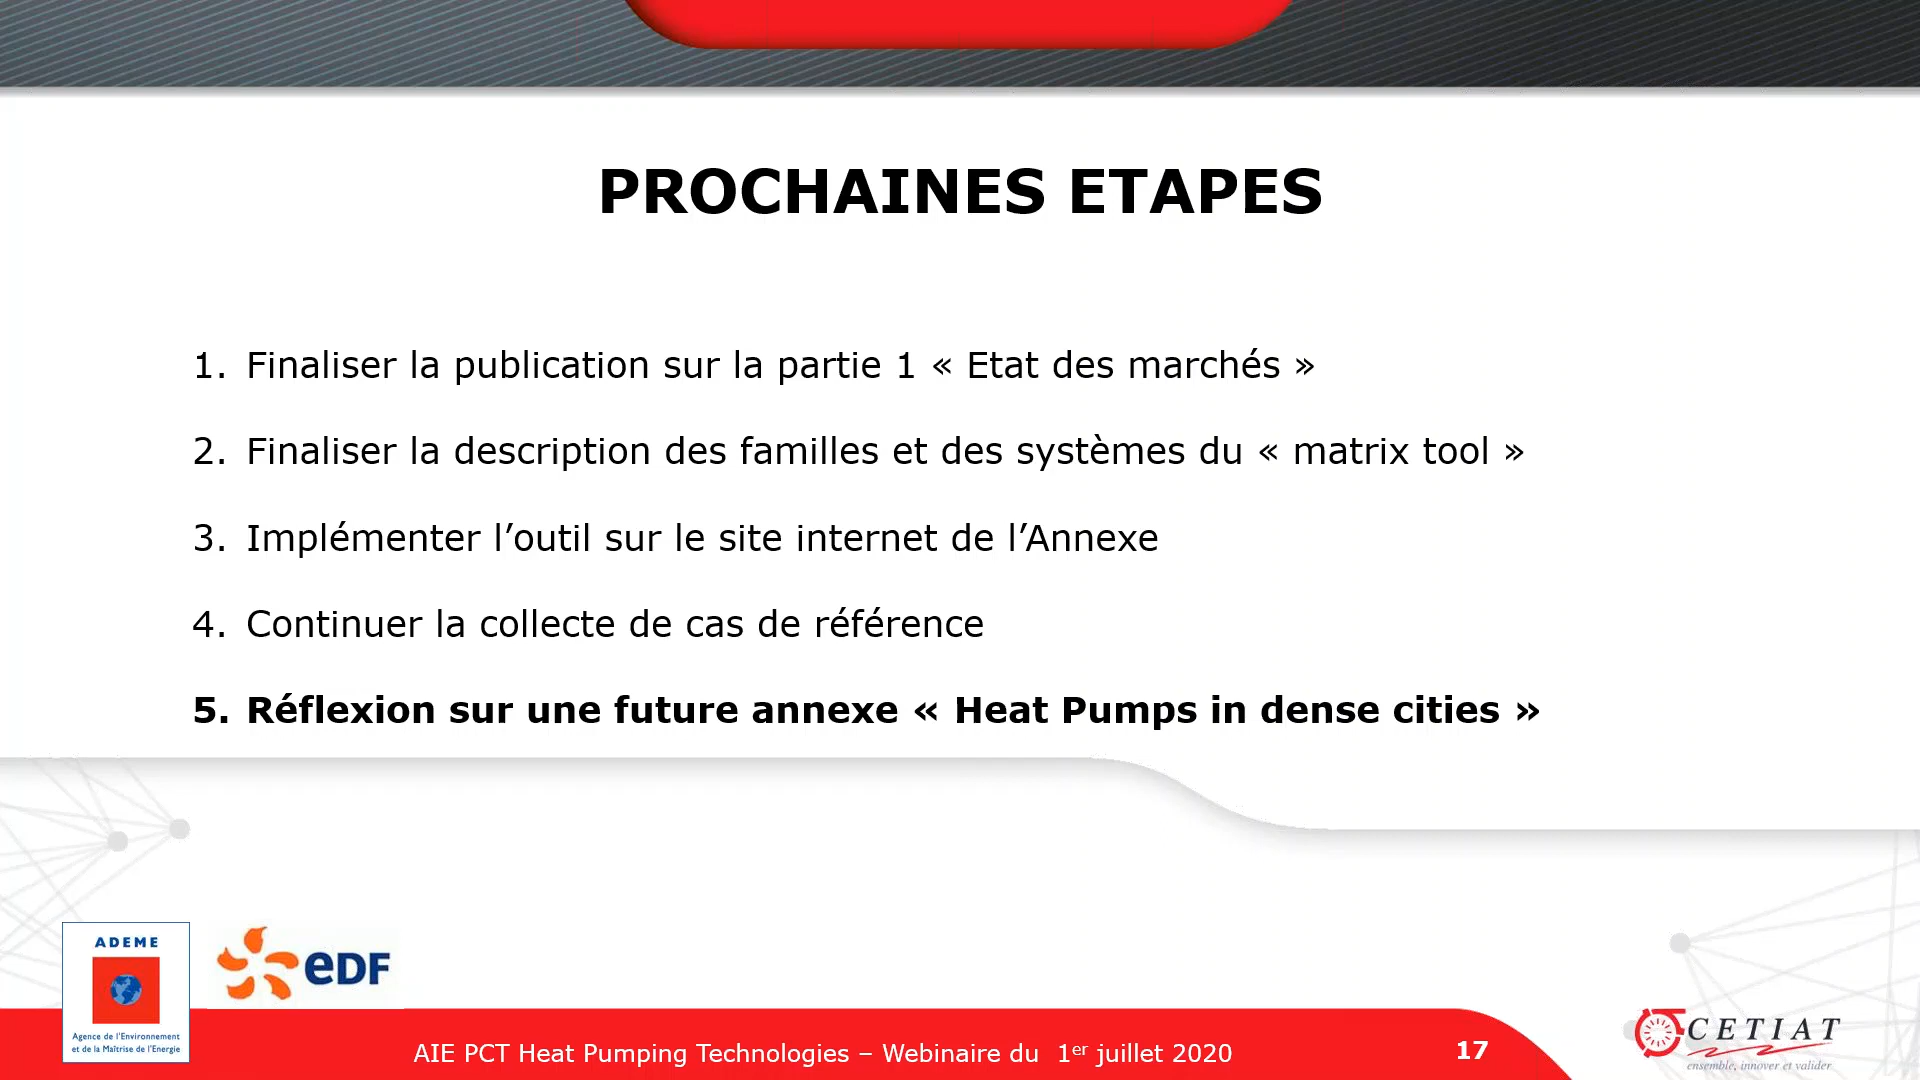 PROCHAINES ETAPES
1. Finaliser la publication sur la partie 1 « Etat des marchés »
2. Finaliser la description des familles et des systèmes du « matrix tool »
3. Implémenter l’outil sur le site internet de l’Annexe
4. Continuer la collecte de cas de référence
5. Réflexion sur une future annexe « Heat Pumps in dense cities »
ADEME
Agence de l'Environnement
et de la Maîtrise de l'Energie
eDF
AIE PCT Heat Pumping Technologies – Webinaire du 1er juillet 2020
17
CETIAT
ensemble, innover et valider